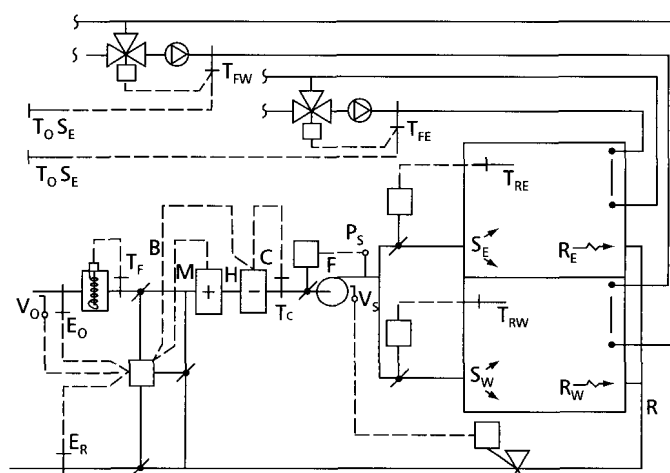 T_FW
T_O S_E
T_FE
T_O S_E
T_RE
S_E
R_E
B
C
P_S
F
T_F
M
H
V_O
E_O
T_C
V_S
T_RW
S_W
R_W
R
E_R
+
−